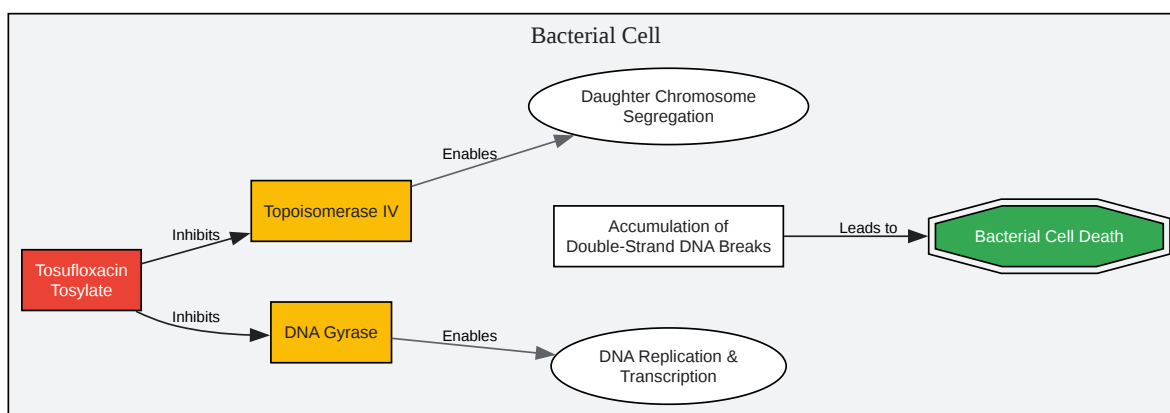 Bacterial Cell
Daughter Chromosome
Segregation
Enables
Topoisomerase IV
Inhibits
Tosufloxacin
Tosylate
Accumulation of
Double-Strand DNA Breaks
Leads to
Bacterial Cell Death
Inhibits
DNA Gyrase
Enables
DNA Replication &
Transcription